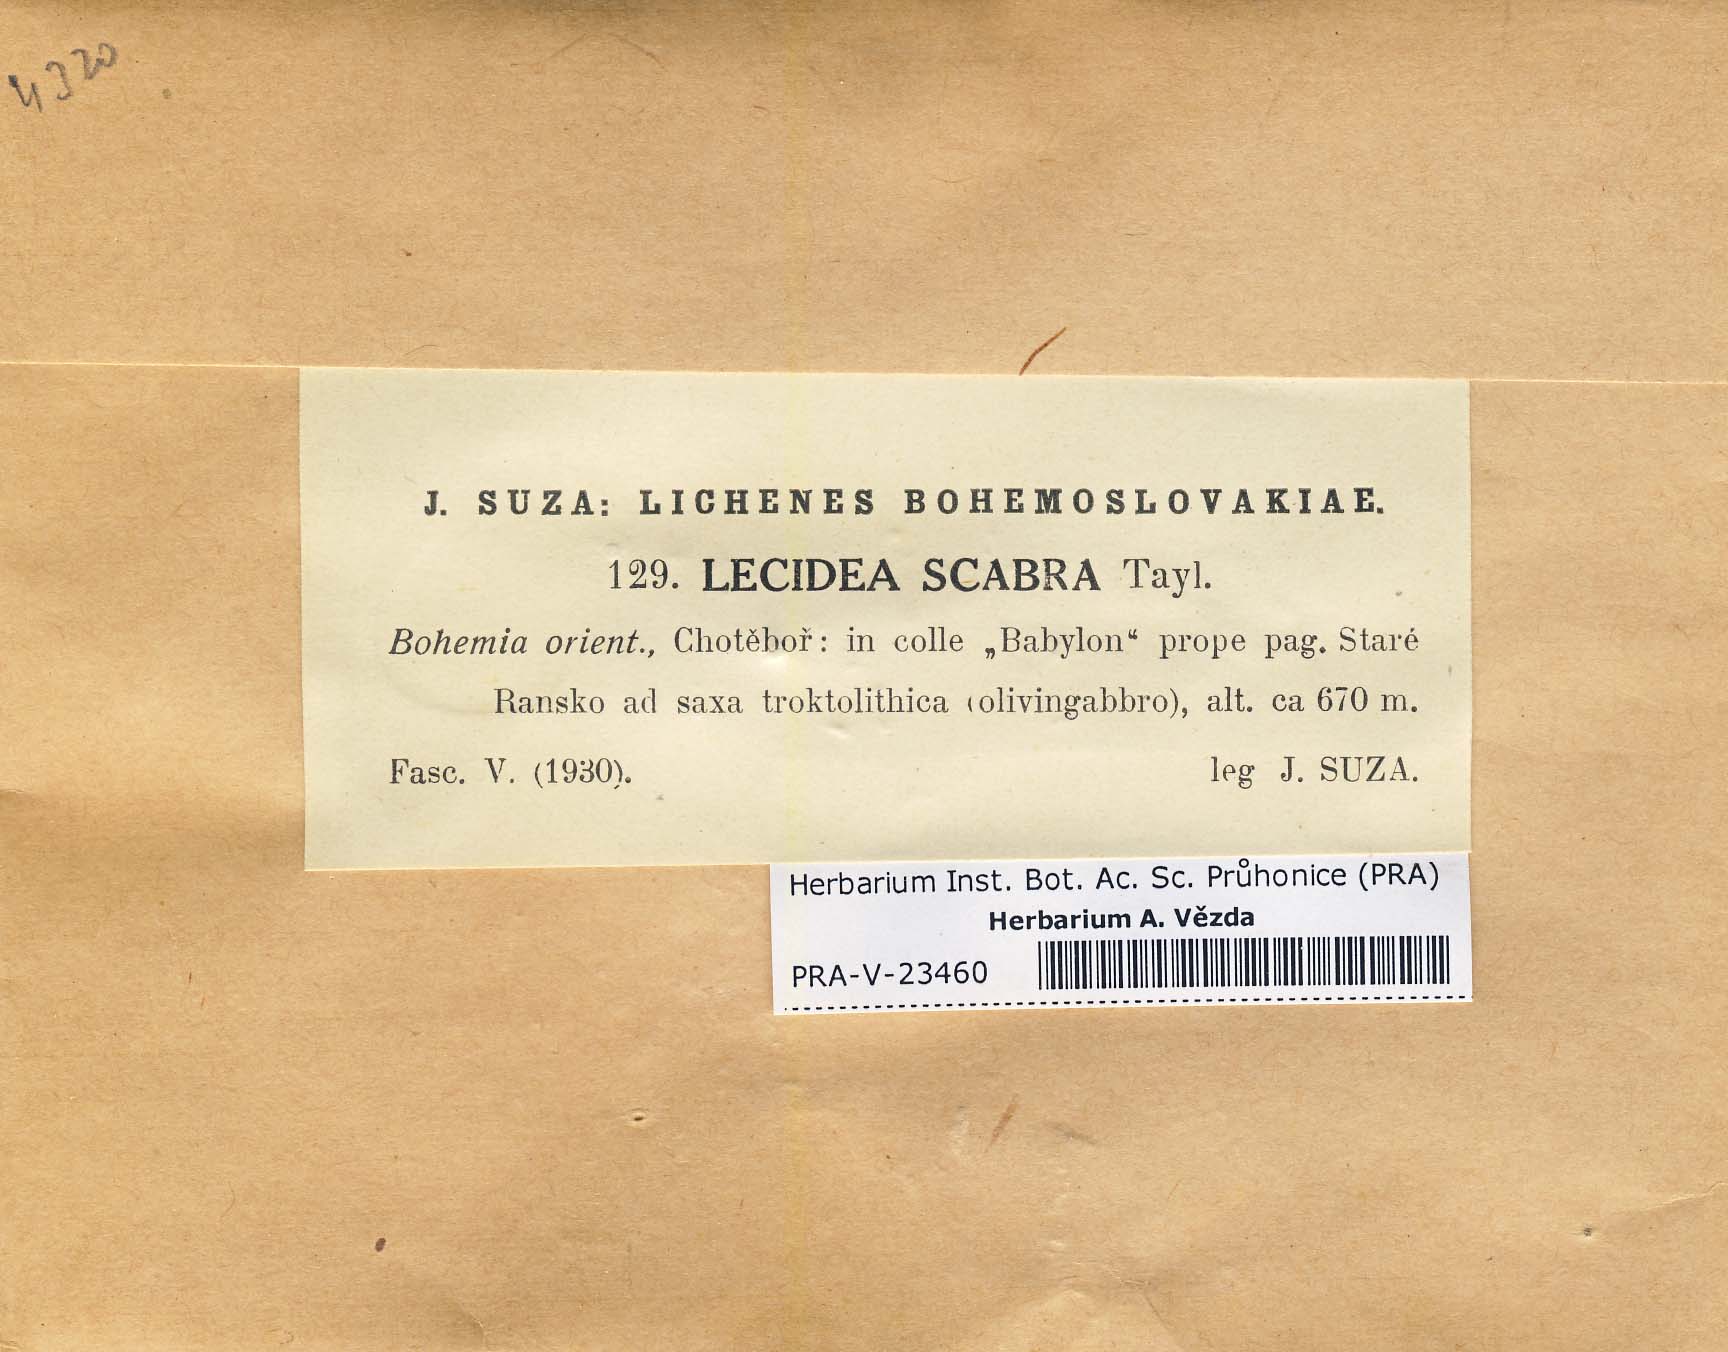 4320
J. SUZA: LICHENES BOHEMOSLOVAKIAE.
129. LECIDEA SCABRA Tayl.
Bohemia orient., Chotěboř: in colle „Babylon“ prope pag. Staré
Ransko ad saxa troktolithica (olivingabbro), alt. ca 670 m.
Fasc. V. (1930). leg J. SUZA.
Herbarium Inst. Bot. Ac. Sc. Průhonice (PRA)
Herbarium A. Vězda
PRA-V-23460